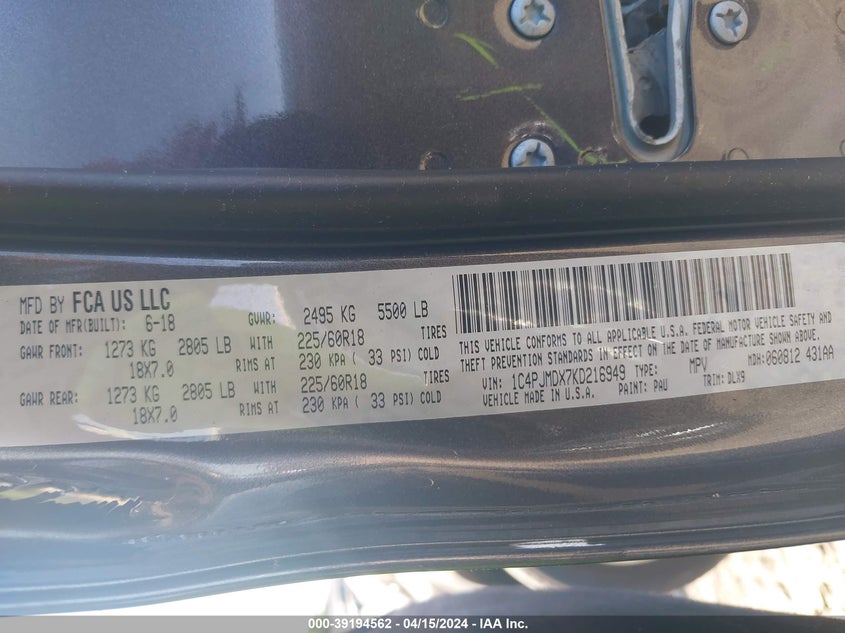 MFD BY FCA US LLC
DATE OF MFR(BUILT): 6-18 GVWR: 2495 KG 5500 LB
GAWR FRONT: 1273 KG 2805 LB WITH 225/60R18 TIRES
18X7.0 RIMS AT 230 KPA ( 33 PSI) COLD
GAWR REAR: 1273 KG 2805 LB WITH 225/60R18 TIRES
18X7.0 RIMS AT 230 KPA ( 33 PSI) COLD
THIS VEHICLE CONFORMS TO ALL APPLICABLE U.S.A. FEDERAL MOTOR VEHICLE SAFETY AND
THEFT PREVENTION STANDARDS IN EFFECT ON THE DATE OF MANUFACTURE SHOWN ABOVE.
MDH: 060812 431AA
VIN: 1C4PJMDX7KD216949 TYPE: MPV
VEHICLE MADE IN U.S.A. PAINT: PAU TRIM: DLX9
000-39194562 - 04/15/2024 - IAA Inc.